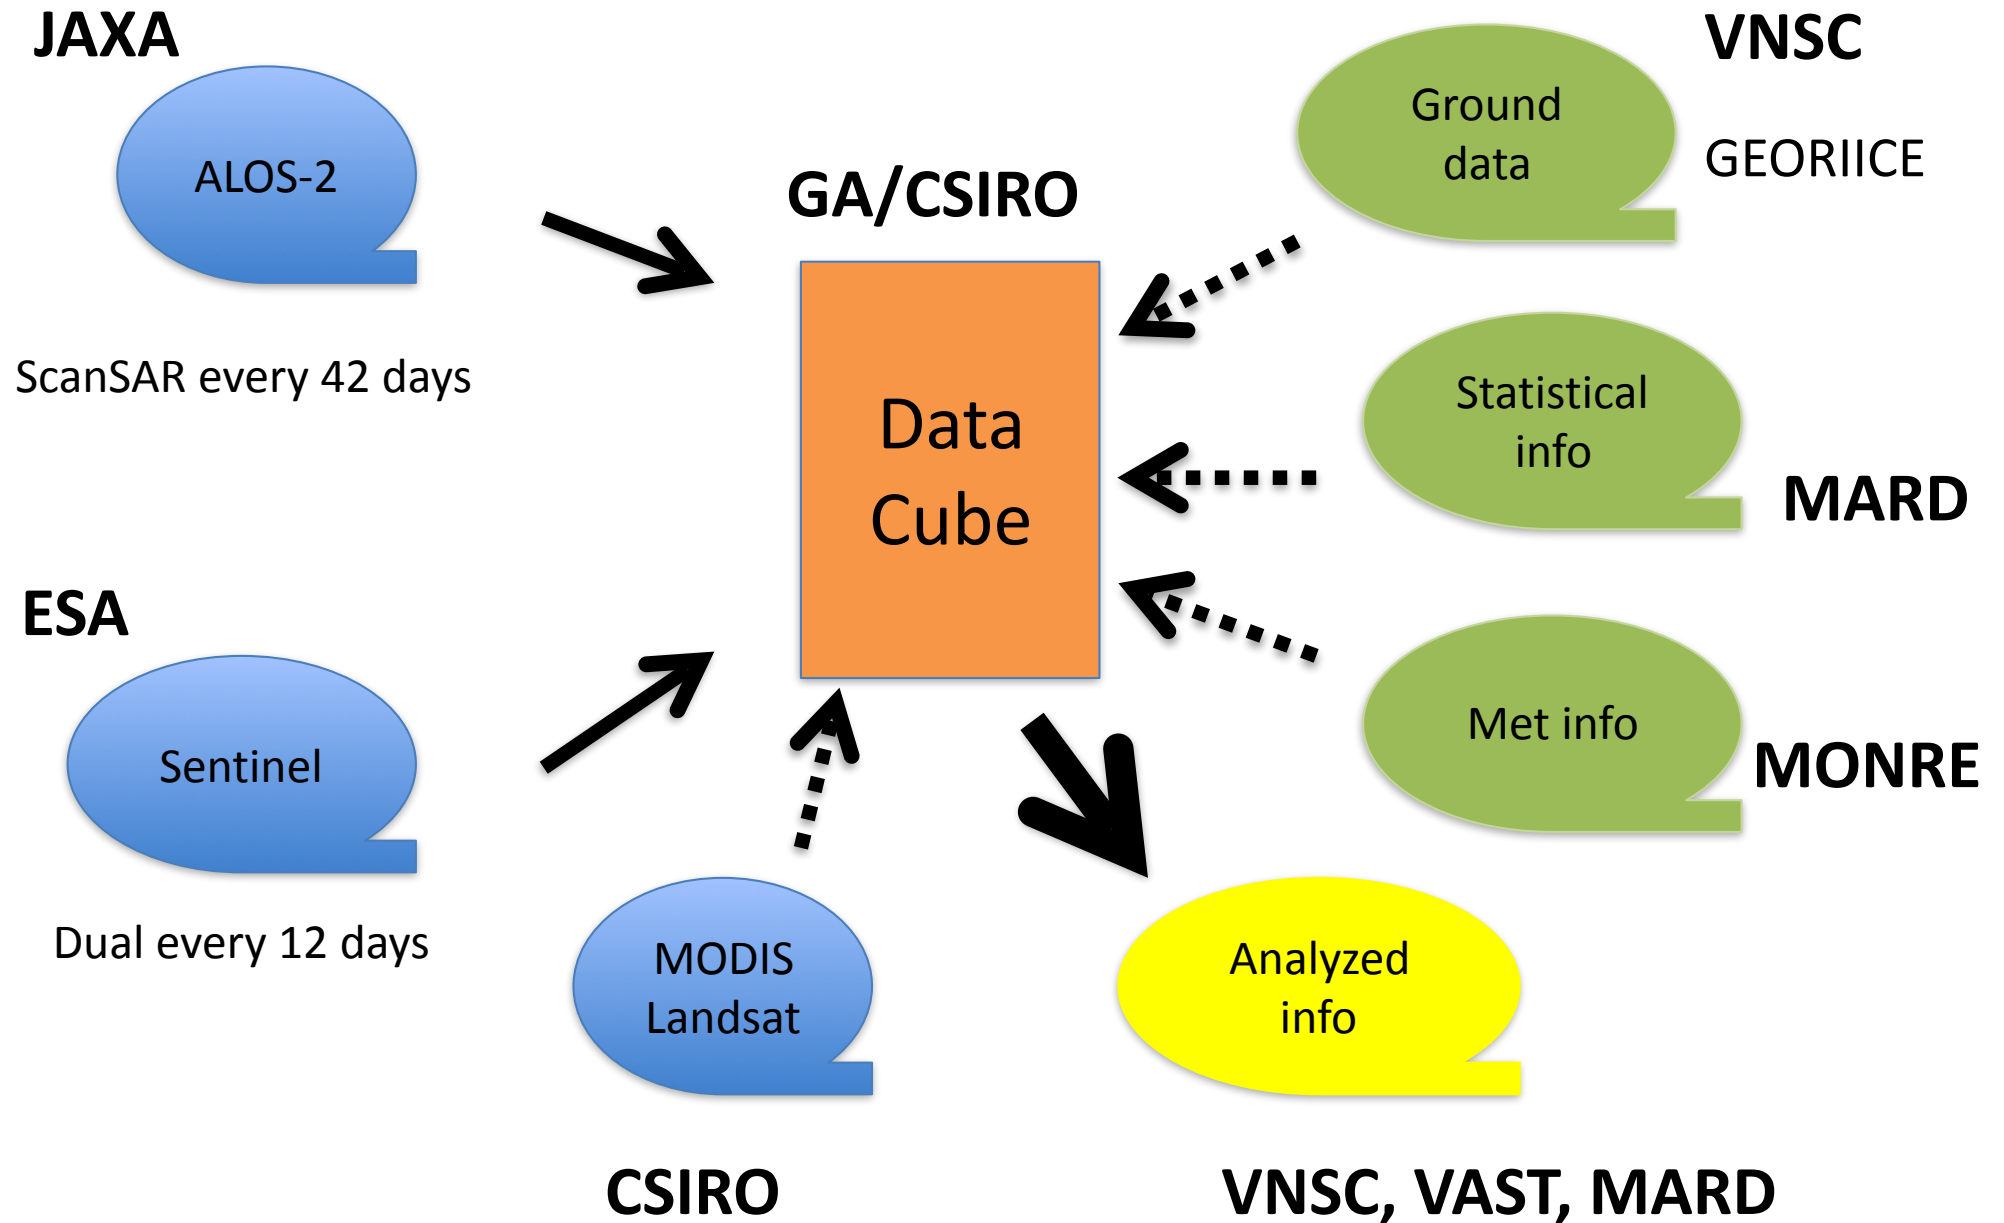 JAXA
ALOS-2
ScanSAR every 42 days
ESA
Sentinel
Dual every 12 days
GA/CSIRO
Data
Cube
MODIS
Landsat
CSIRO
VNSC
Ground
data
GEORIICE
Statistical
info
MARD
Met info
MONRE
Analyzed
info
VNSC, VAST, MARD